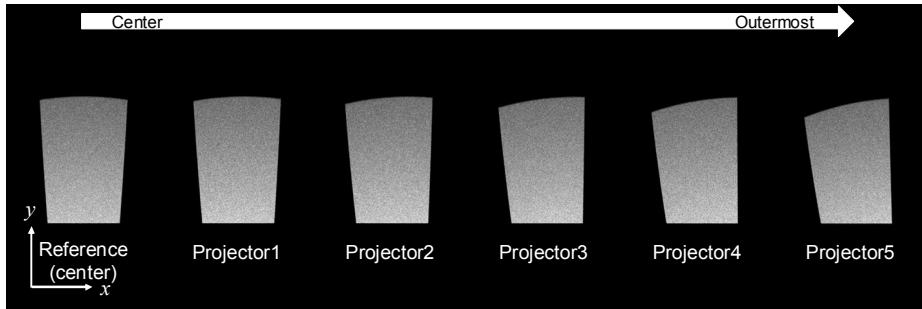 Center Outermost
y
Reference Projector1 Projector2 Projector3 Projector4 Projector5
(center)
x